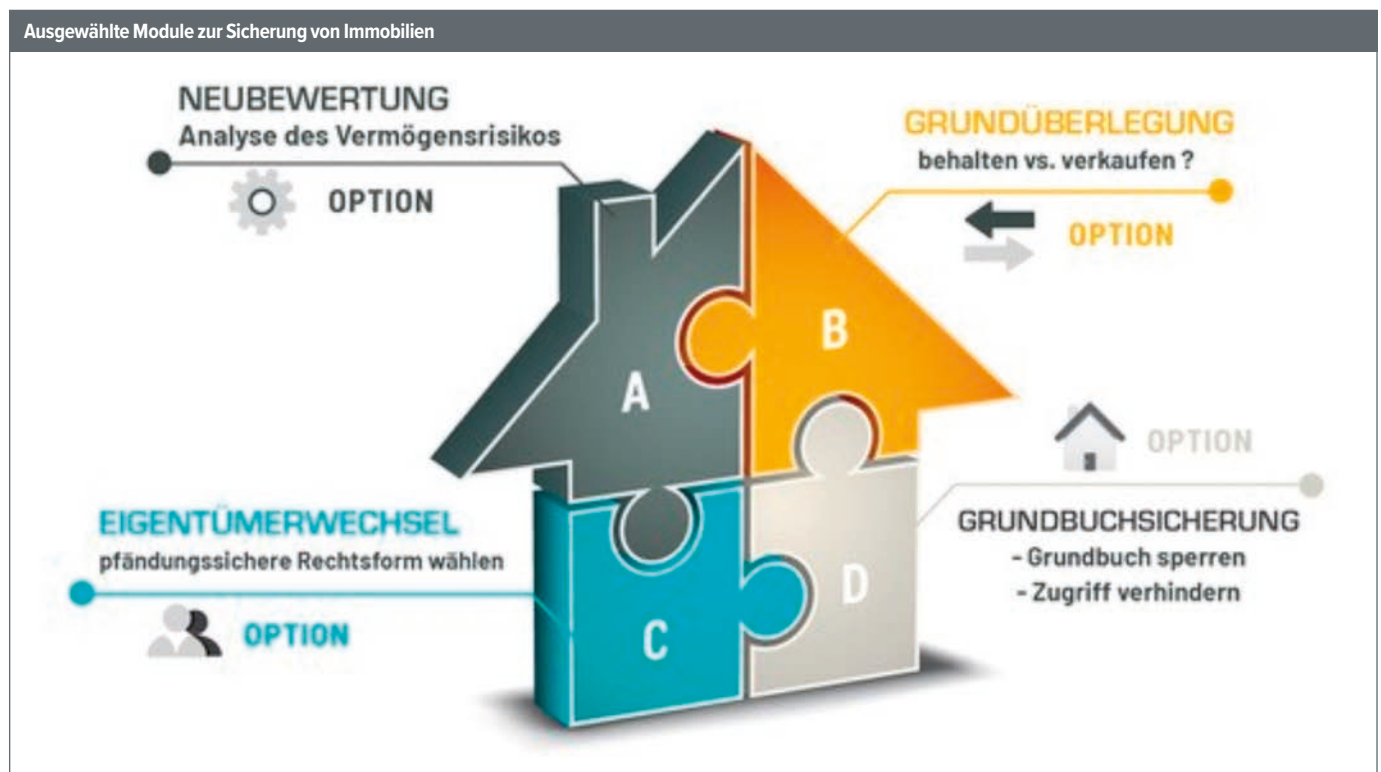 Ausgewählte Module zur Sicherung von Immobilien
NEUBEWERTUNG
Analyse des Vermögensrisikos
OPTION
GRUNDÜBERLEGUNG
behalten vs. verkaufen ?
OPTION
A
B
EIGENTÜMERWECHSEL
pfändungssichere Rechtsform wählen
OPTION
C
D
OPTION
GRUNDBUCHSICHERUNG
- Grundbuch sperren
- Zugriff verhindern